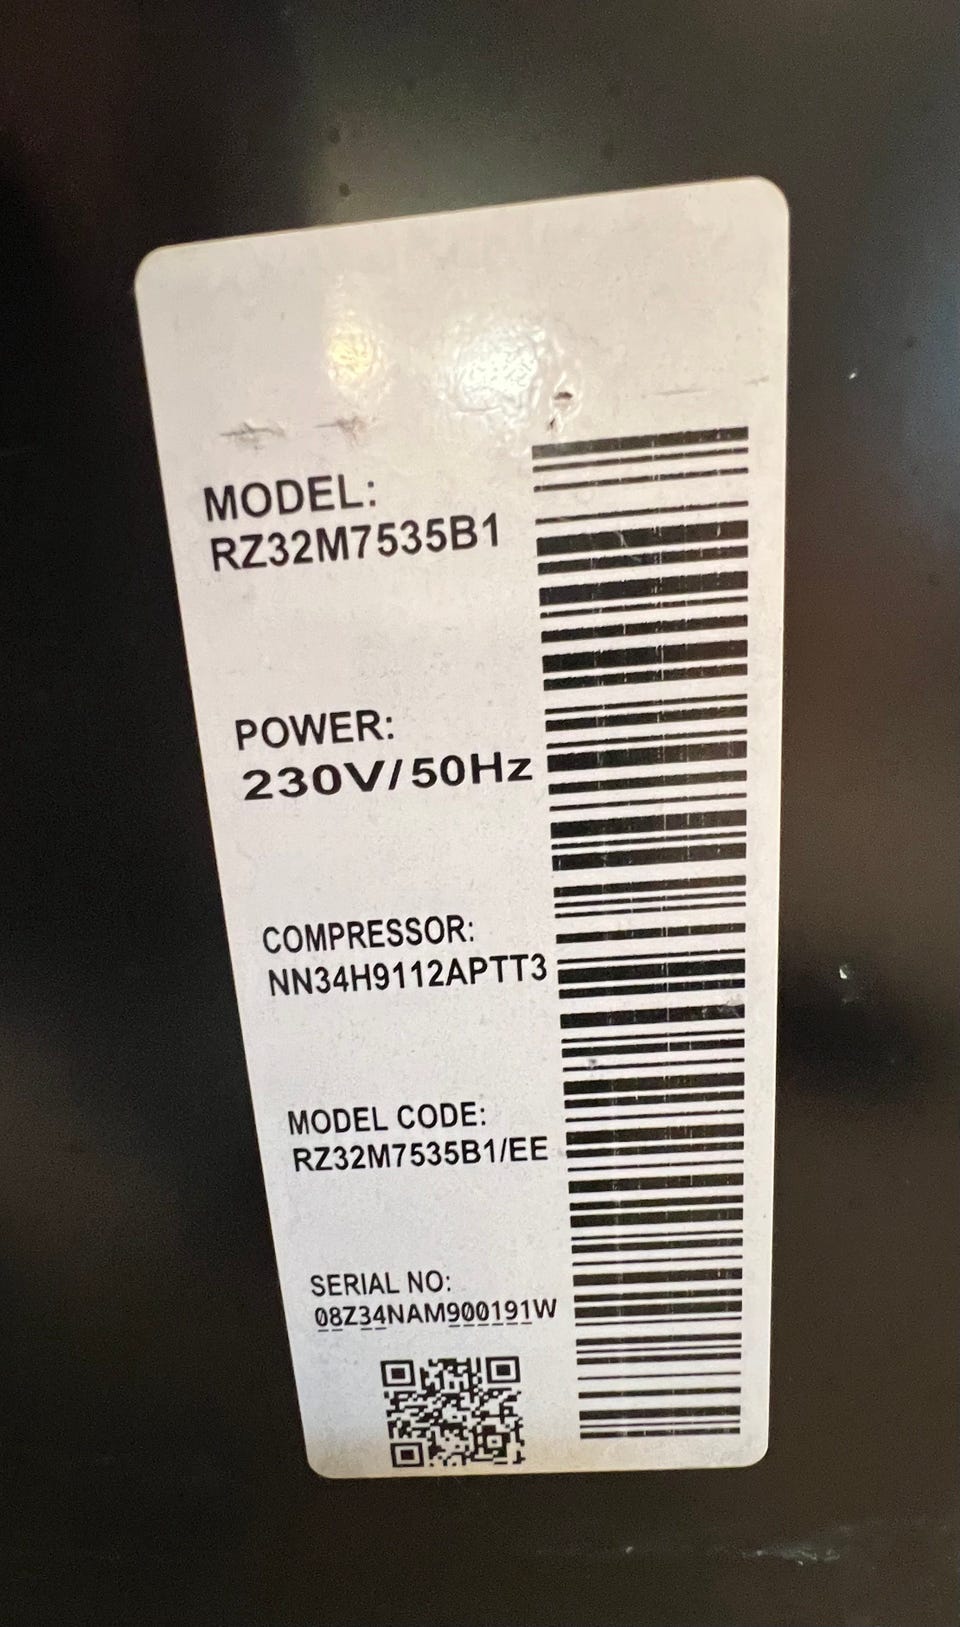 MODEL:
RZ32M7535B1
POWER:
230V/50Hz
COMPRESSOR:
NN34H9112APTT3
MODEL CODE:
RZ32M7535B1/EE
SERIAL NO:
08Z34NAM900191W